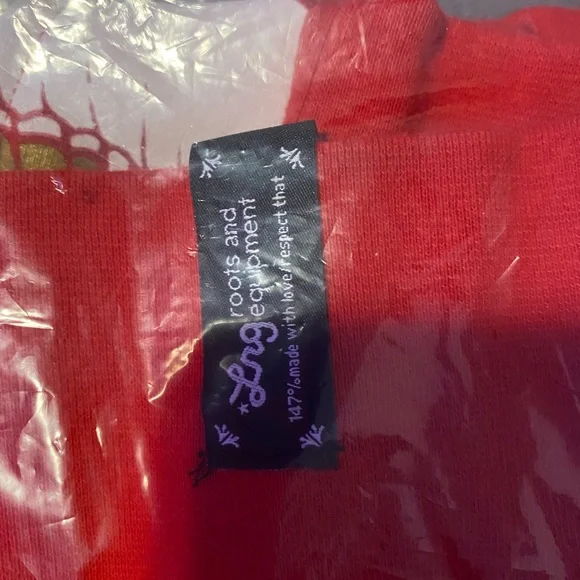 Lrg
roots and
equipment
147%made with love/respect that